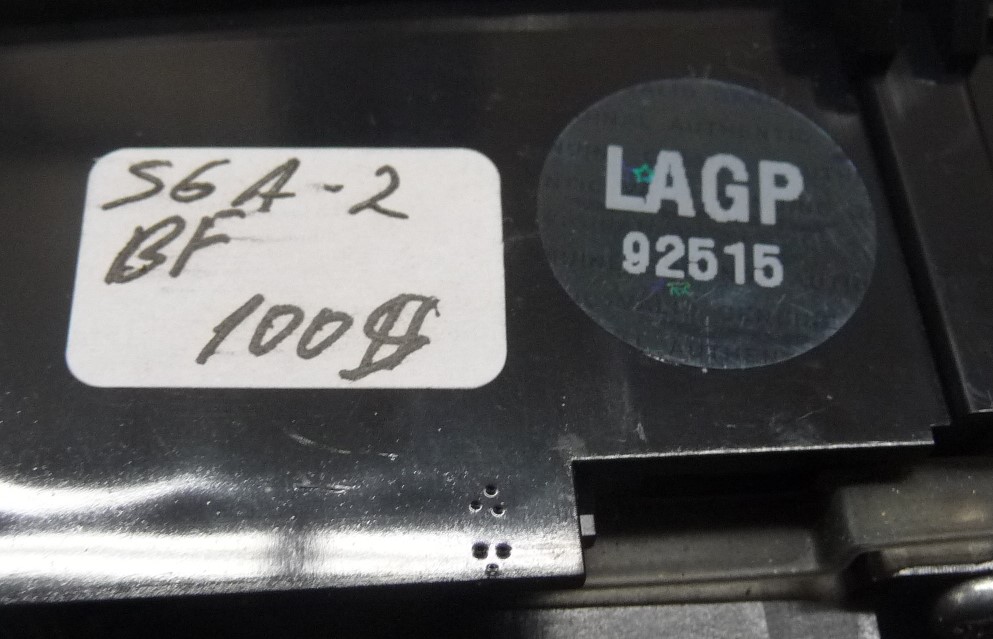 S6A-2
BF
100$
LAGP
92515